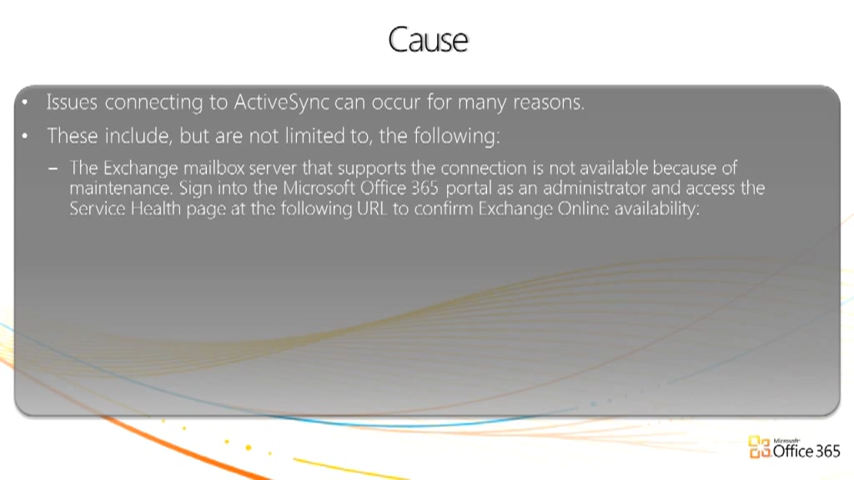 Cause
• Issues connecting to ActiveSync can occur for many reasons.
• These include, but are not limited to, the following:
– The Exchange mailbox server that supports the connection is not available because of
maintenance. Sign into the Microsoft Office 365 portal as an administrator and access the
Service Health page at the following URL to confirm Exchange Online availability:
Microsoft
Office 365